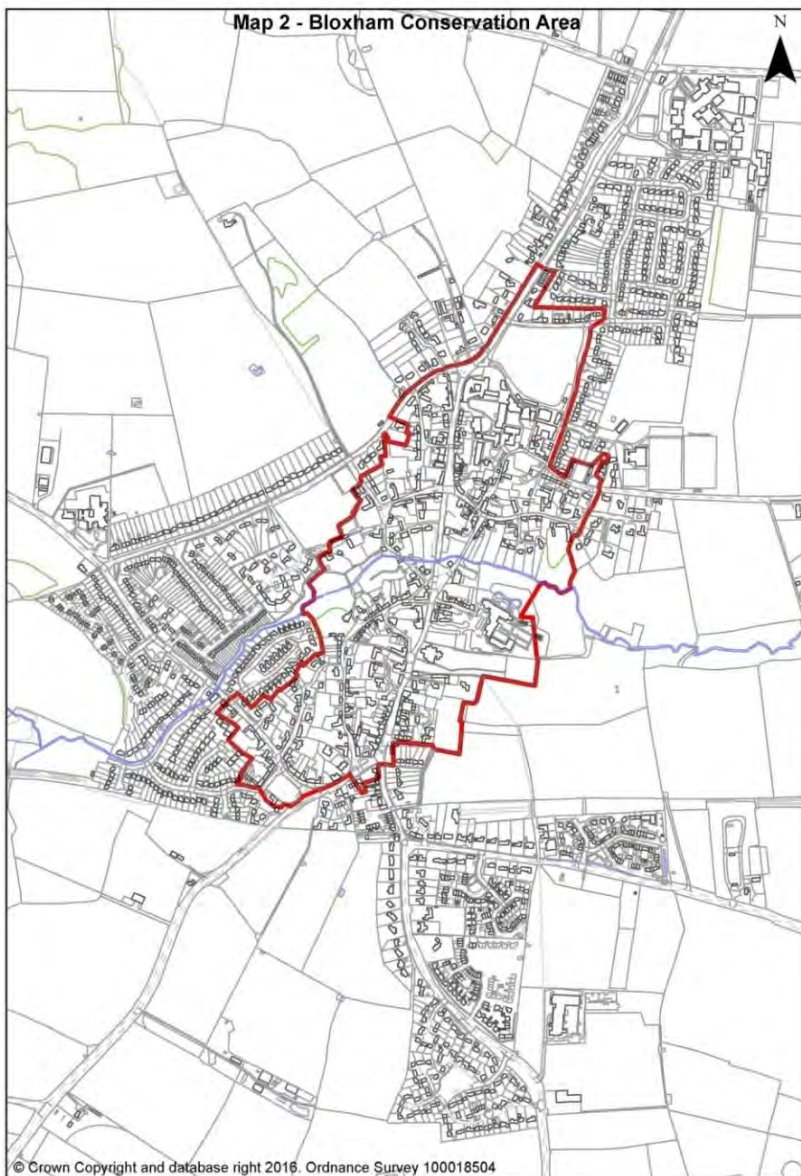 Map 2 - Bloxham Conservation Area
N
© Crown Copyright and database right 2016. Ordnance Survey 100018504